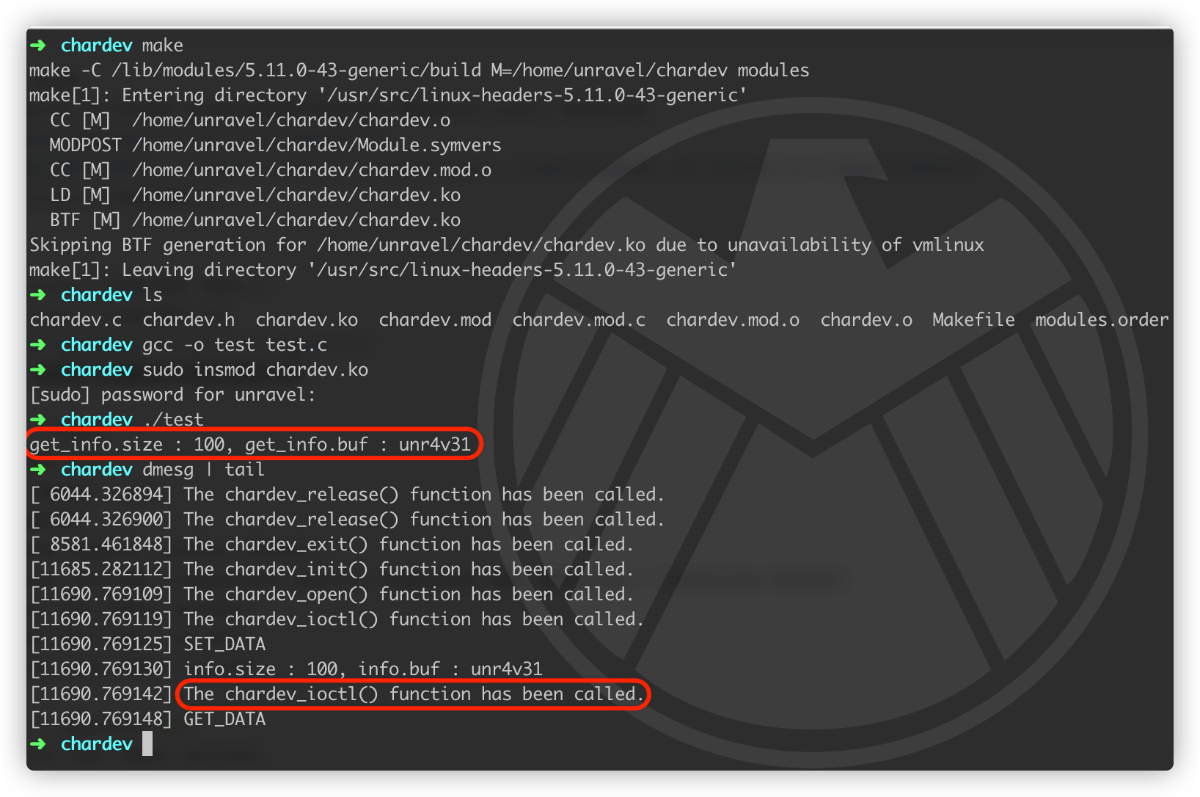 ➜ chardev make
make -C /lib/modules/5.11.0-43-generic/build M=/home/unravel/chardev modules
make[1]: Entering directory '/usr/src/linux-headers-5.11.0-43-generic'
  CC [M]  /home/unravel/chardev/chardev.o
  MODPOST /home/unravel/chardev/Module.symvers
  CC [M]  /home/unravel/chardev/chardev.mod.o
  LD [M]  /home/unravel/chardev/chardev.ko
  BTF [M] /home/unravel/chardev/chardev.ko
Skipping BTF generation for /home/unravel/chardev/chardev.ko due to unavailability of vmlinux
make[1]: Leaving directory '/usr/src/linux-headers-5.11.0-43-generic'
➜ chardev ls
chardev.c  chardev.h  chardev.ko  chardev.mod  chardev.mod.c  chardev.mod.o  chardev.o  Makefile  modules.order
➜ chardev gcc -o test test.c
➜ chardev sudo insmod chardev.ko
[sudo] password for unravel:
➜ chardev ./test
get_info.size : 100, get_info.buf : unr4v31
➜ chardev dmesg | tail
[ 6044.326894] The chardev_release() function has been called.
[ 6044.326900] The chardev_release() function has been called.
[ 8581.461848] The chardev_exit() function has been called.
[11685.282112] The chardev_init() function has been called.
[11690.769109] The chardev_open() function has been called.
[11690.769119] The chardev_ioctl() function has been called.
[11690.769125] SET_DATA
[11690.769130] info.size : 100, info.buf : unr4v31
[11690.769142] The chardev_ioctl() function has been called.
[11690.769148] GET_DATA
➜ chardev